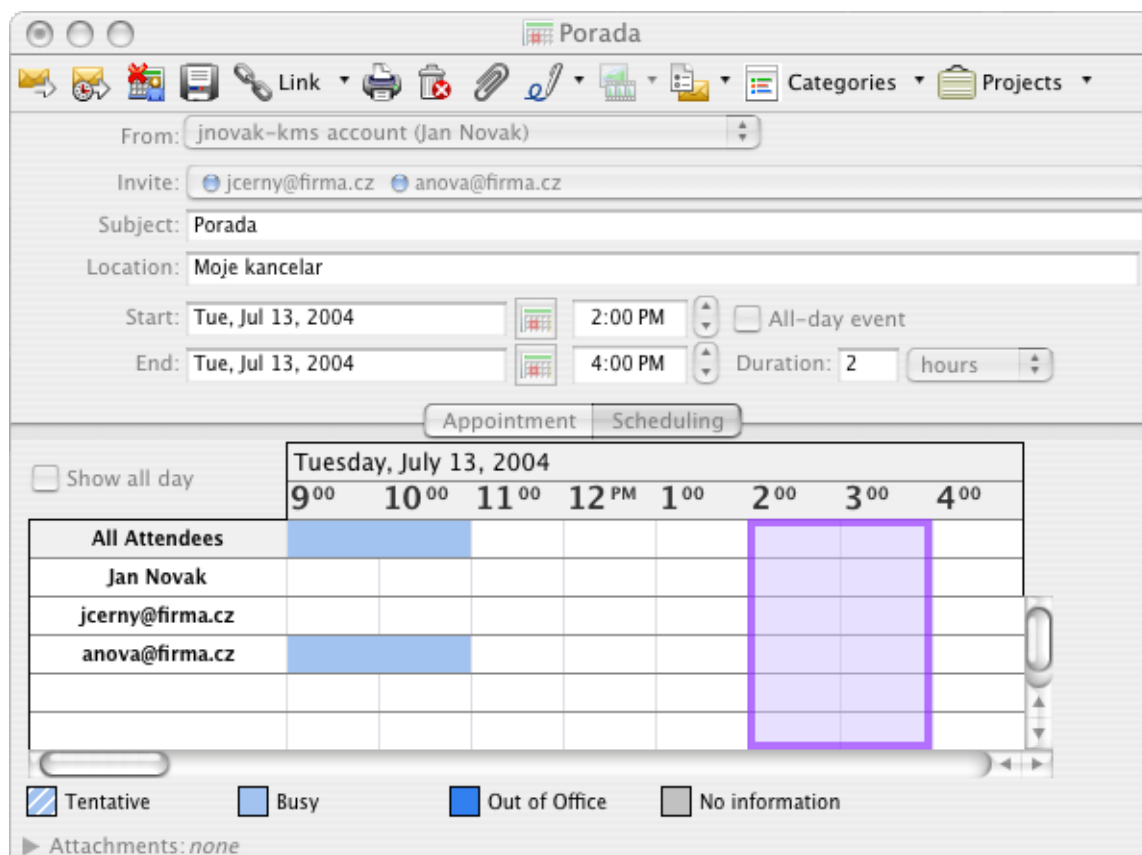 Porada
Link Categories Projects
From: jnovak-kms account (Jan Novak)
Invite: jcerny@firma.cz anova@firma.cz
Subject: Porada
Location: Moje kancelar
Start: Tue, Jul 13, 2004 2:00 PM All-day event
End: Tue, Jul 13, 2004 4:00 PM Duration: 2 hours
Appointment Scheduling
Show all day Tuesday, July 13, 2004
9 00 10 00 11 00 12 PM 1 00 2 00 3 00 4 00
All Attendees
Jan Novak
jcerny@firma.cz
anova@firma.cz
Tentative Busy Out of Office No information
Attachments: none